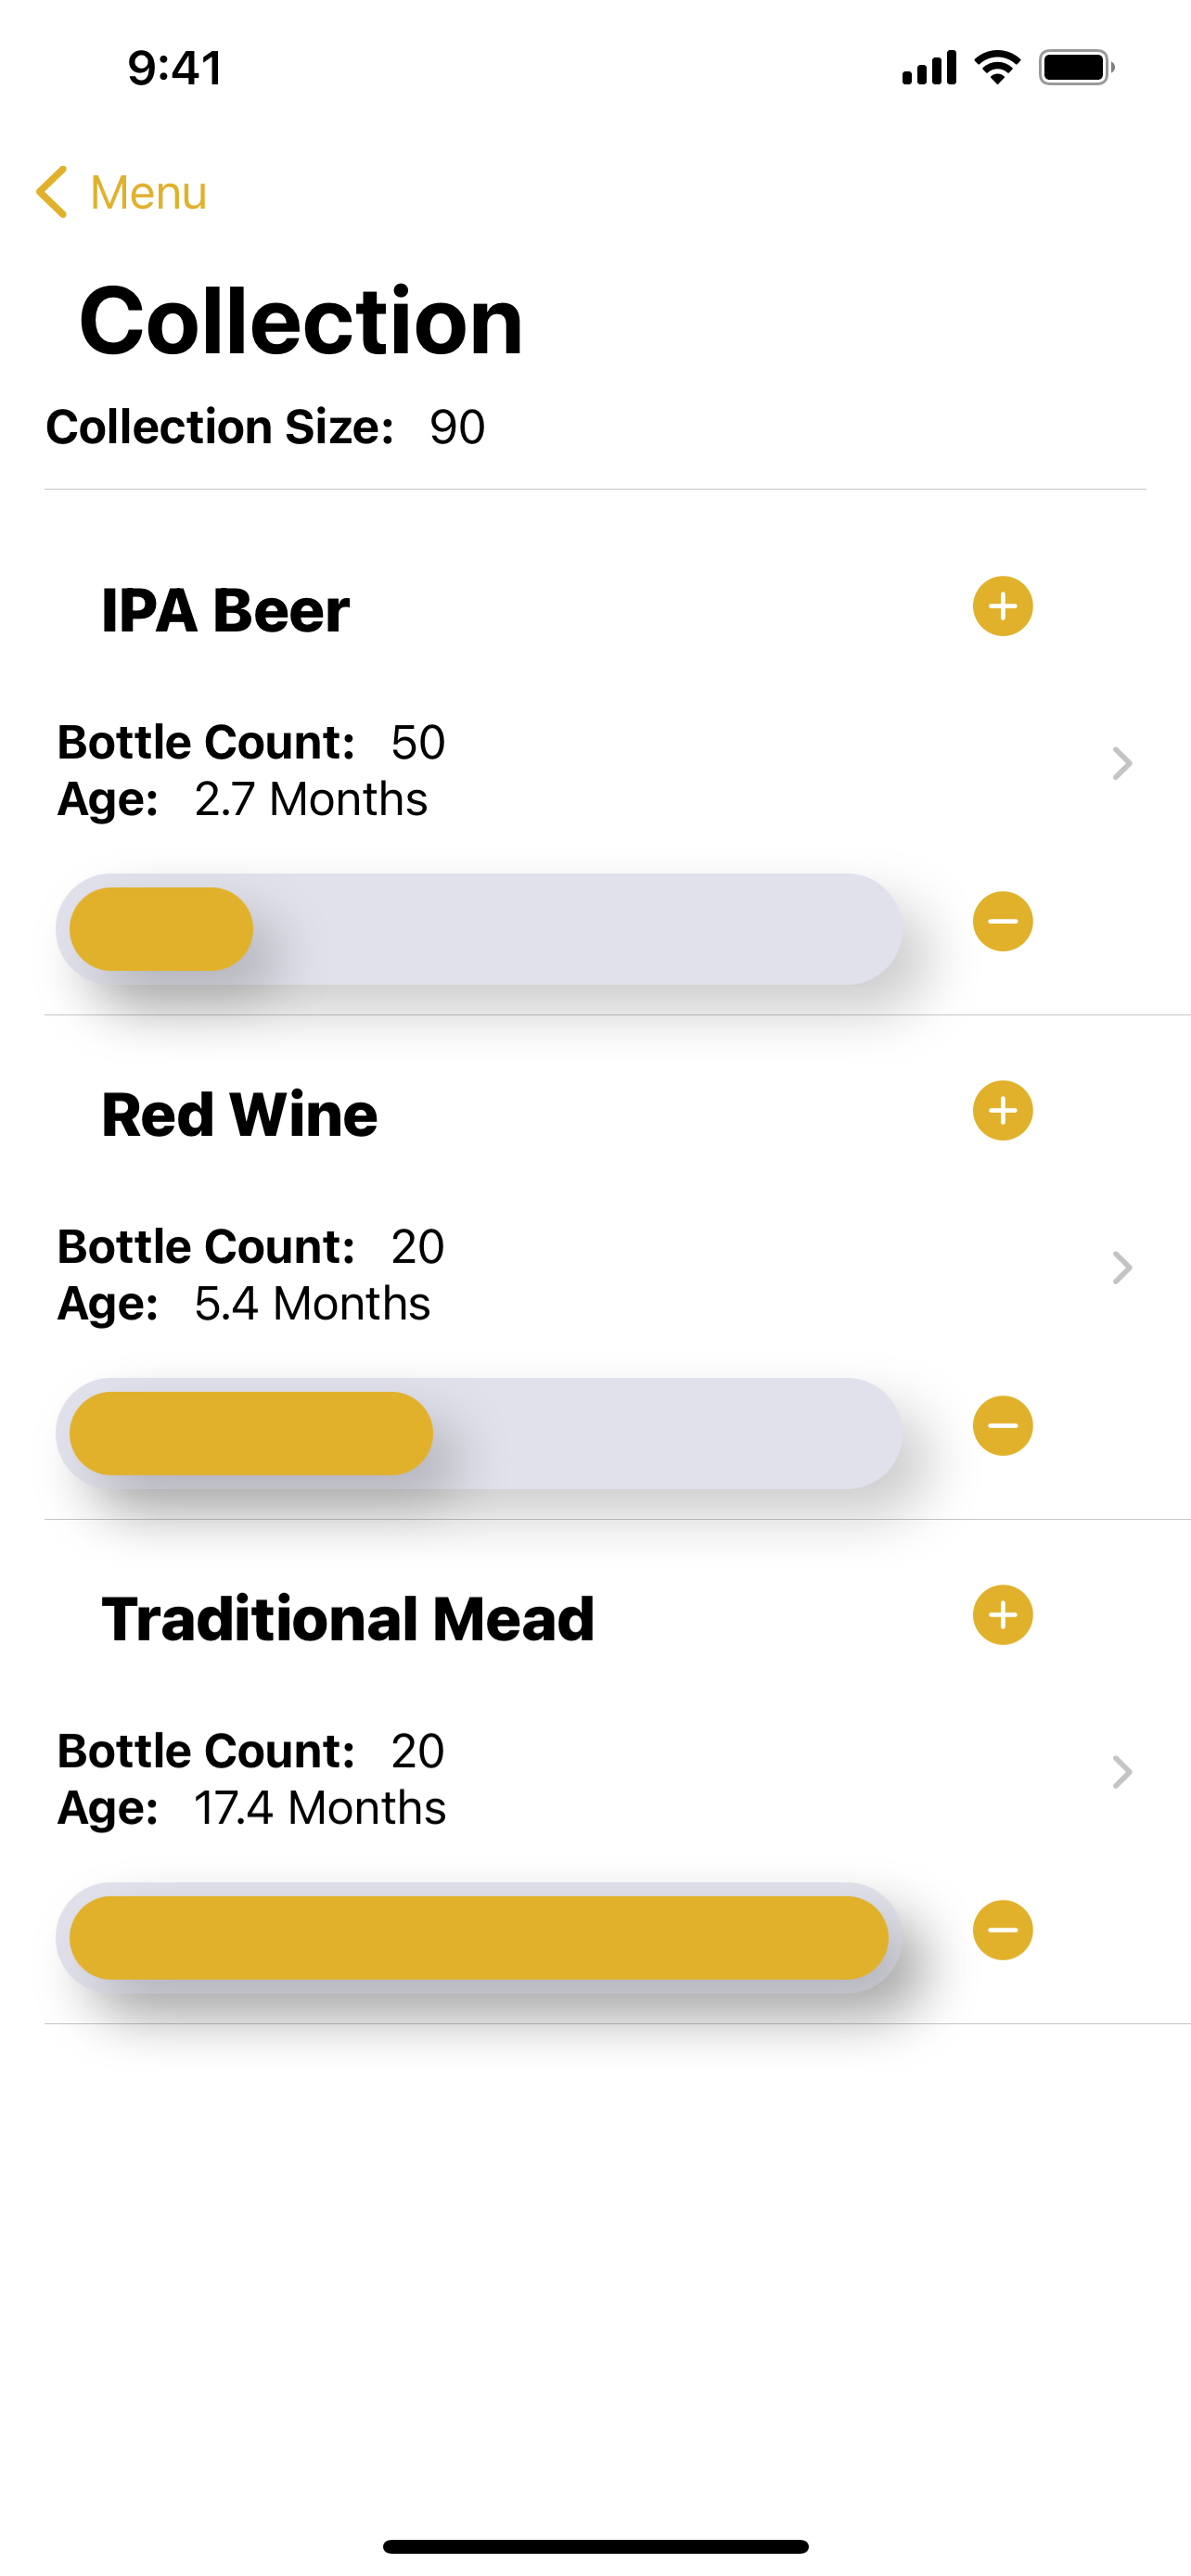 9:41
Menu
Collection
Collection Size: 90
IPA Beer
Bottle Count: 50
Age: 2.7 Months
Red Wine
Bottle Count: 20
Age: 5.4 Months
Traditional Mead
Bottle Count: 20
Age: 17.4 Months